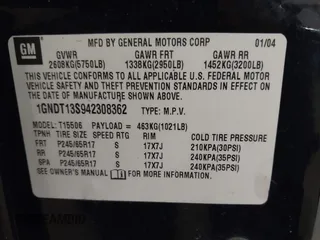 GM
MFD BY GENERAL MOTORS CORP 01/04
GVWR GAWR FRT GAWR RR
2608KG(5750LB) 1338KG(2950LB) 1452KG(3200LB)
THIS VEHICLE CONFORMS TO ALL APPLICABLE U.S. FEDERAL MOTOR
VEHICLE SAFETY AND THEFT PREVENTION STANDARDS IN EFFECT ON
THE DATE OF MANUFACTURE SHOWN ABOVE.
1GNDT13S942308362 TYPE: M.P.V.
MODEL: T15506 PAYLOAD = 463KG(1021LB)
TPNH TIRE SIZE SPEED RTG RIM COLD TIRE PRESSURE
FRT P245/65R17 S 17X7J 210KPA(30PSI)
RR P245/65R17 S 17X7J 240KPA(35PSI)
SPA P245/65R17 S 17X7J 240KPA(35PSI)
SEE OWNER'S MANUAL FOR MORE INFORMATION